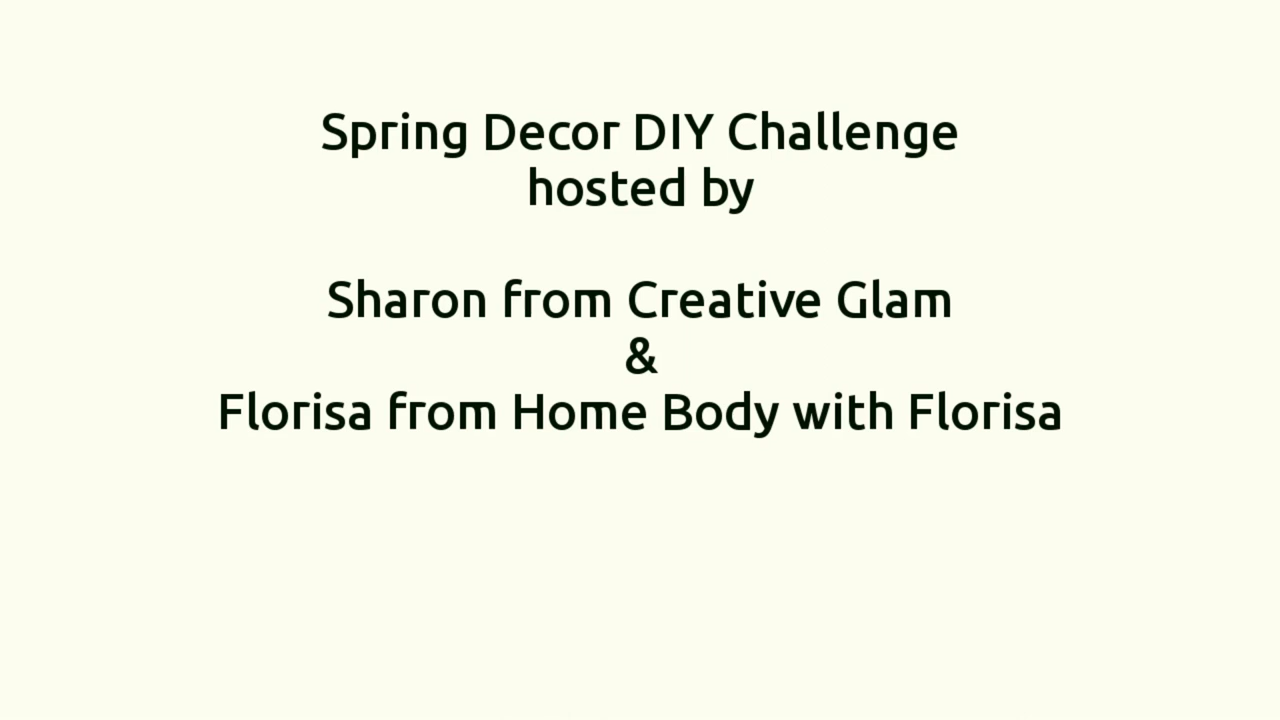 Spring Decor DIY Challenge
hosted by
Sharon from Creative Glam
&
Florisa from Home Body with Florisa